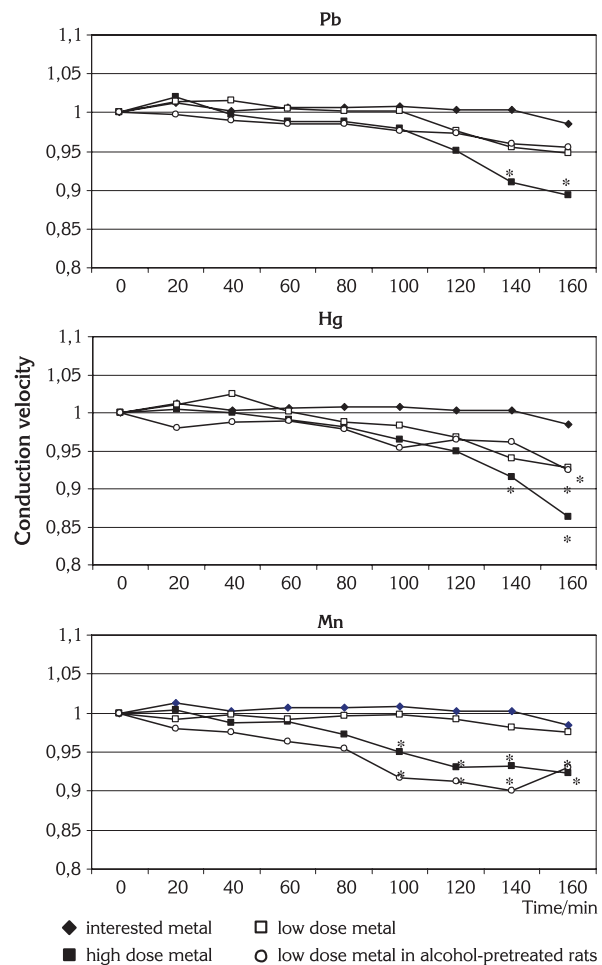 Pb
1,1
1,05
1
0,95
0,9
0,85
0,8
* *
0 20 40 60 80 100 120 140 160
Hg
1,1
1,05
1
0,95
0,9
0,85
0,8
* * * *
0 20 40 60 80 100 120 140 160
Conduction velocity
Mn
1,1
1,05
1
0,95
0,9
0,85
0,8
* * * *
* * * *
0 20 40 60 80 100 120 140 160
Time/min
interested metal low dose metal
high dose metal low dose metal in alcohol-pretreated rats